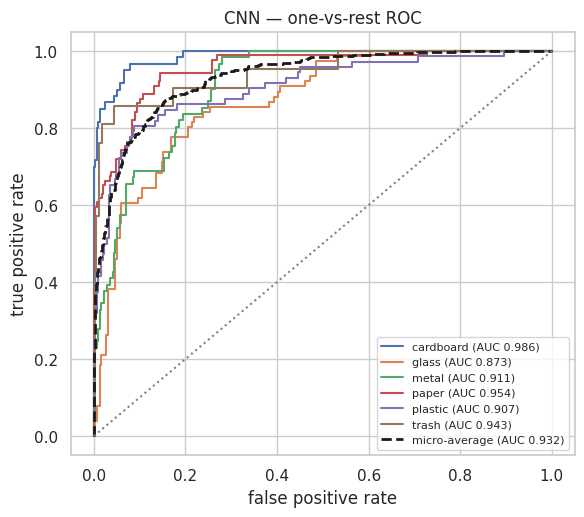 CNN — one-vs-rest ROC
true positive rate
1.0
0.8
0.6
0.4
0.2
0.0
0.0 0.2 0.4 0.6 0.8 1.0
false positive rate
cardboard (AUC 0.986)
glass (AUC 0.873)
metal (AUC 0.911)
paper (AUC 0.954)
plastic (AUC 0.907)
trash (AUC 0.943)
micro-average (AUC 0.932)